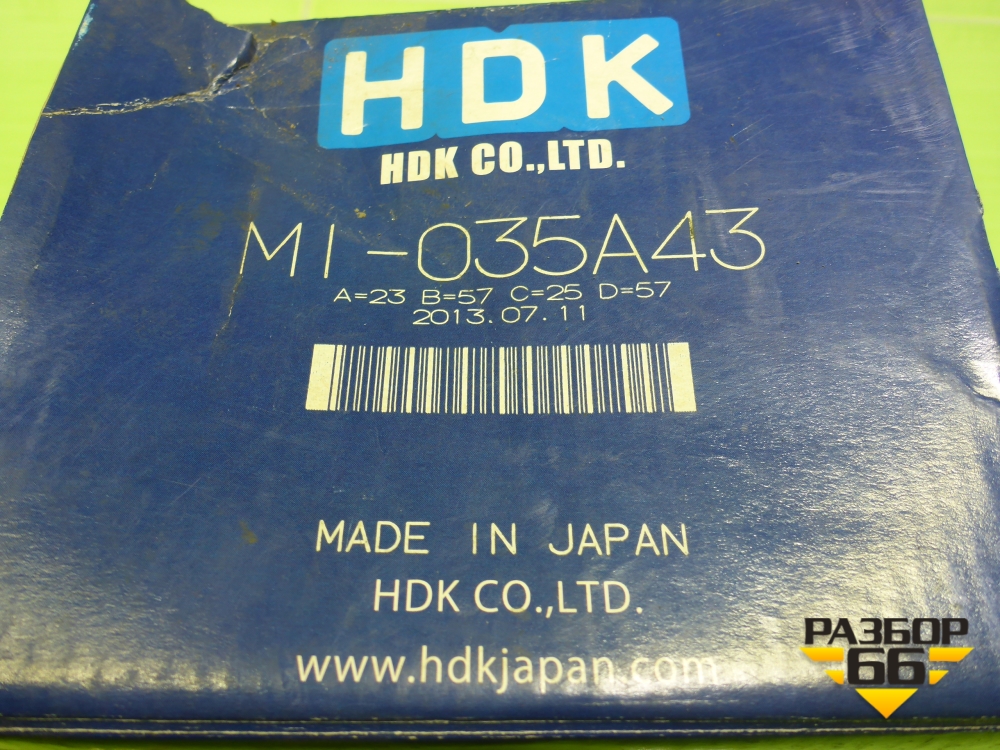 HDK
HDK CO.,LTD.
MI-035A43
A=23 B=57 C=25 D=57
2013.07.11
MADE IN JAPAN
HDK CO.,LTD.
www.hdkjapan.com
РАЗБОР
66